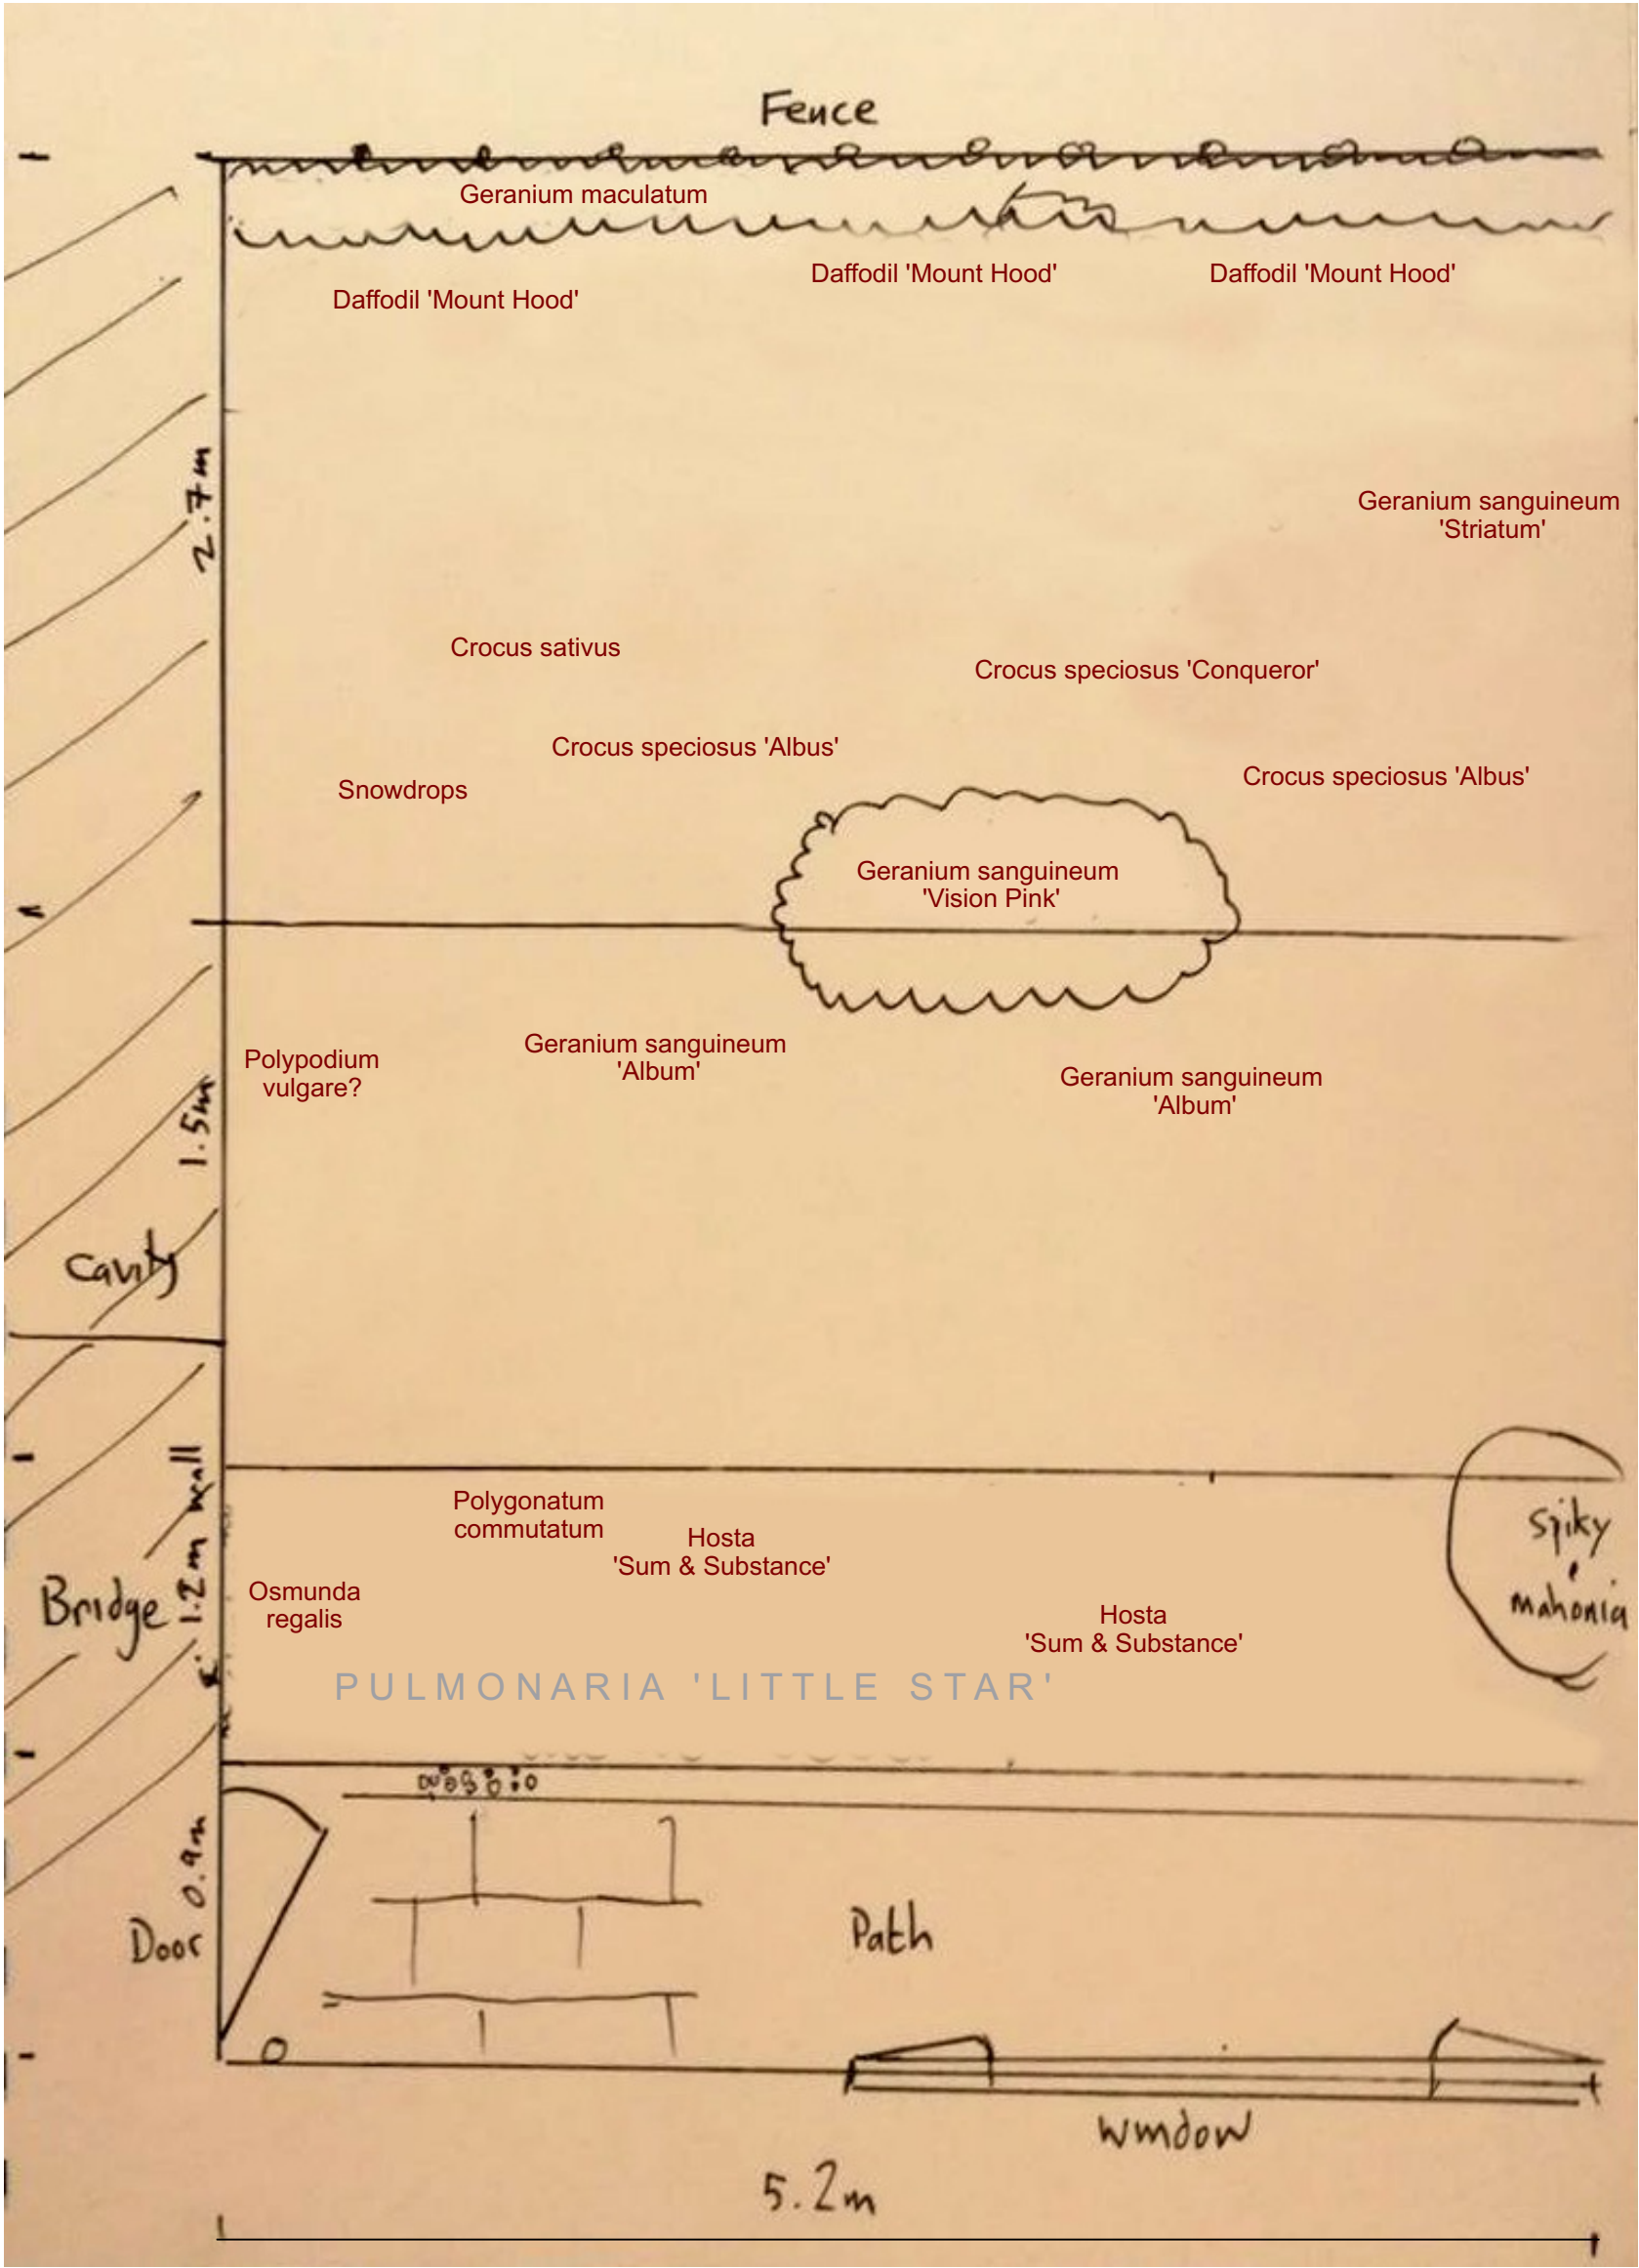 Fence
Geranium maculatum
Daffodil 'Mount Hood'
Daffodil 'Mount Hood'
Daffodil 'Mount Hood'
2.7m
Geranium sanguineum
'Striatum'
Crocus sativus
Crocus speciosus 'Conqueror'
Crocus speciosus 'Albus'
Crocus speciosus 'Albus'
Snowdrops
Geranium sanguineum
'Vision Pink'
Polypodium
vulgare?
Geranium sanguineum
'Album'
Geranium sanguineum
'Album'
1.5m
Cavity
1.2m wall
Polygonatum
commutatum
Hosta
'Sum & Substance'
Spiky
mahonia
Bridge
Osmunda
regalis
Hosta
'Sum & Substance'
PULMONARIA 'LITTLE STAR'
0.9m
Door
Path
Window
5.2m